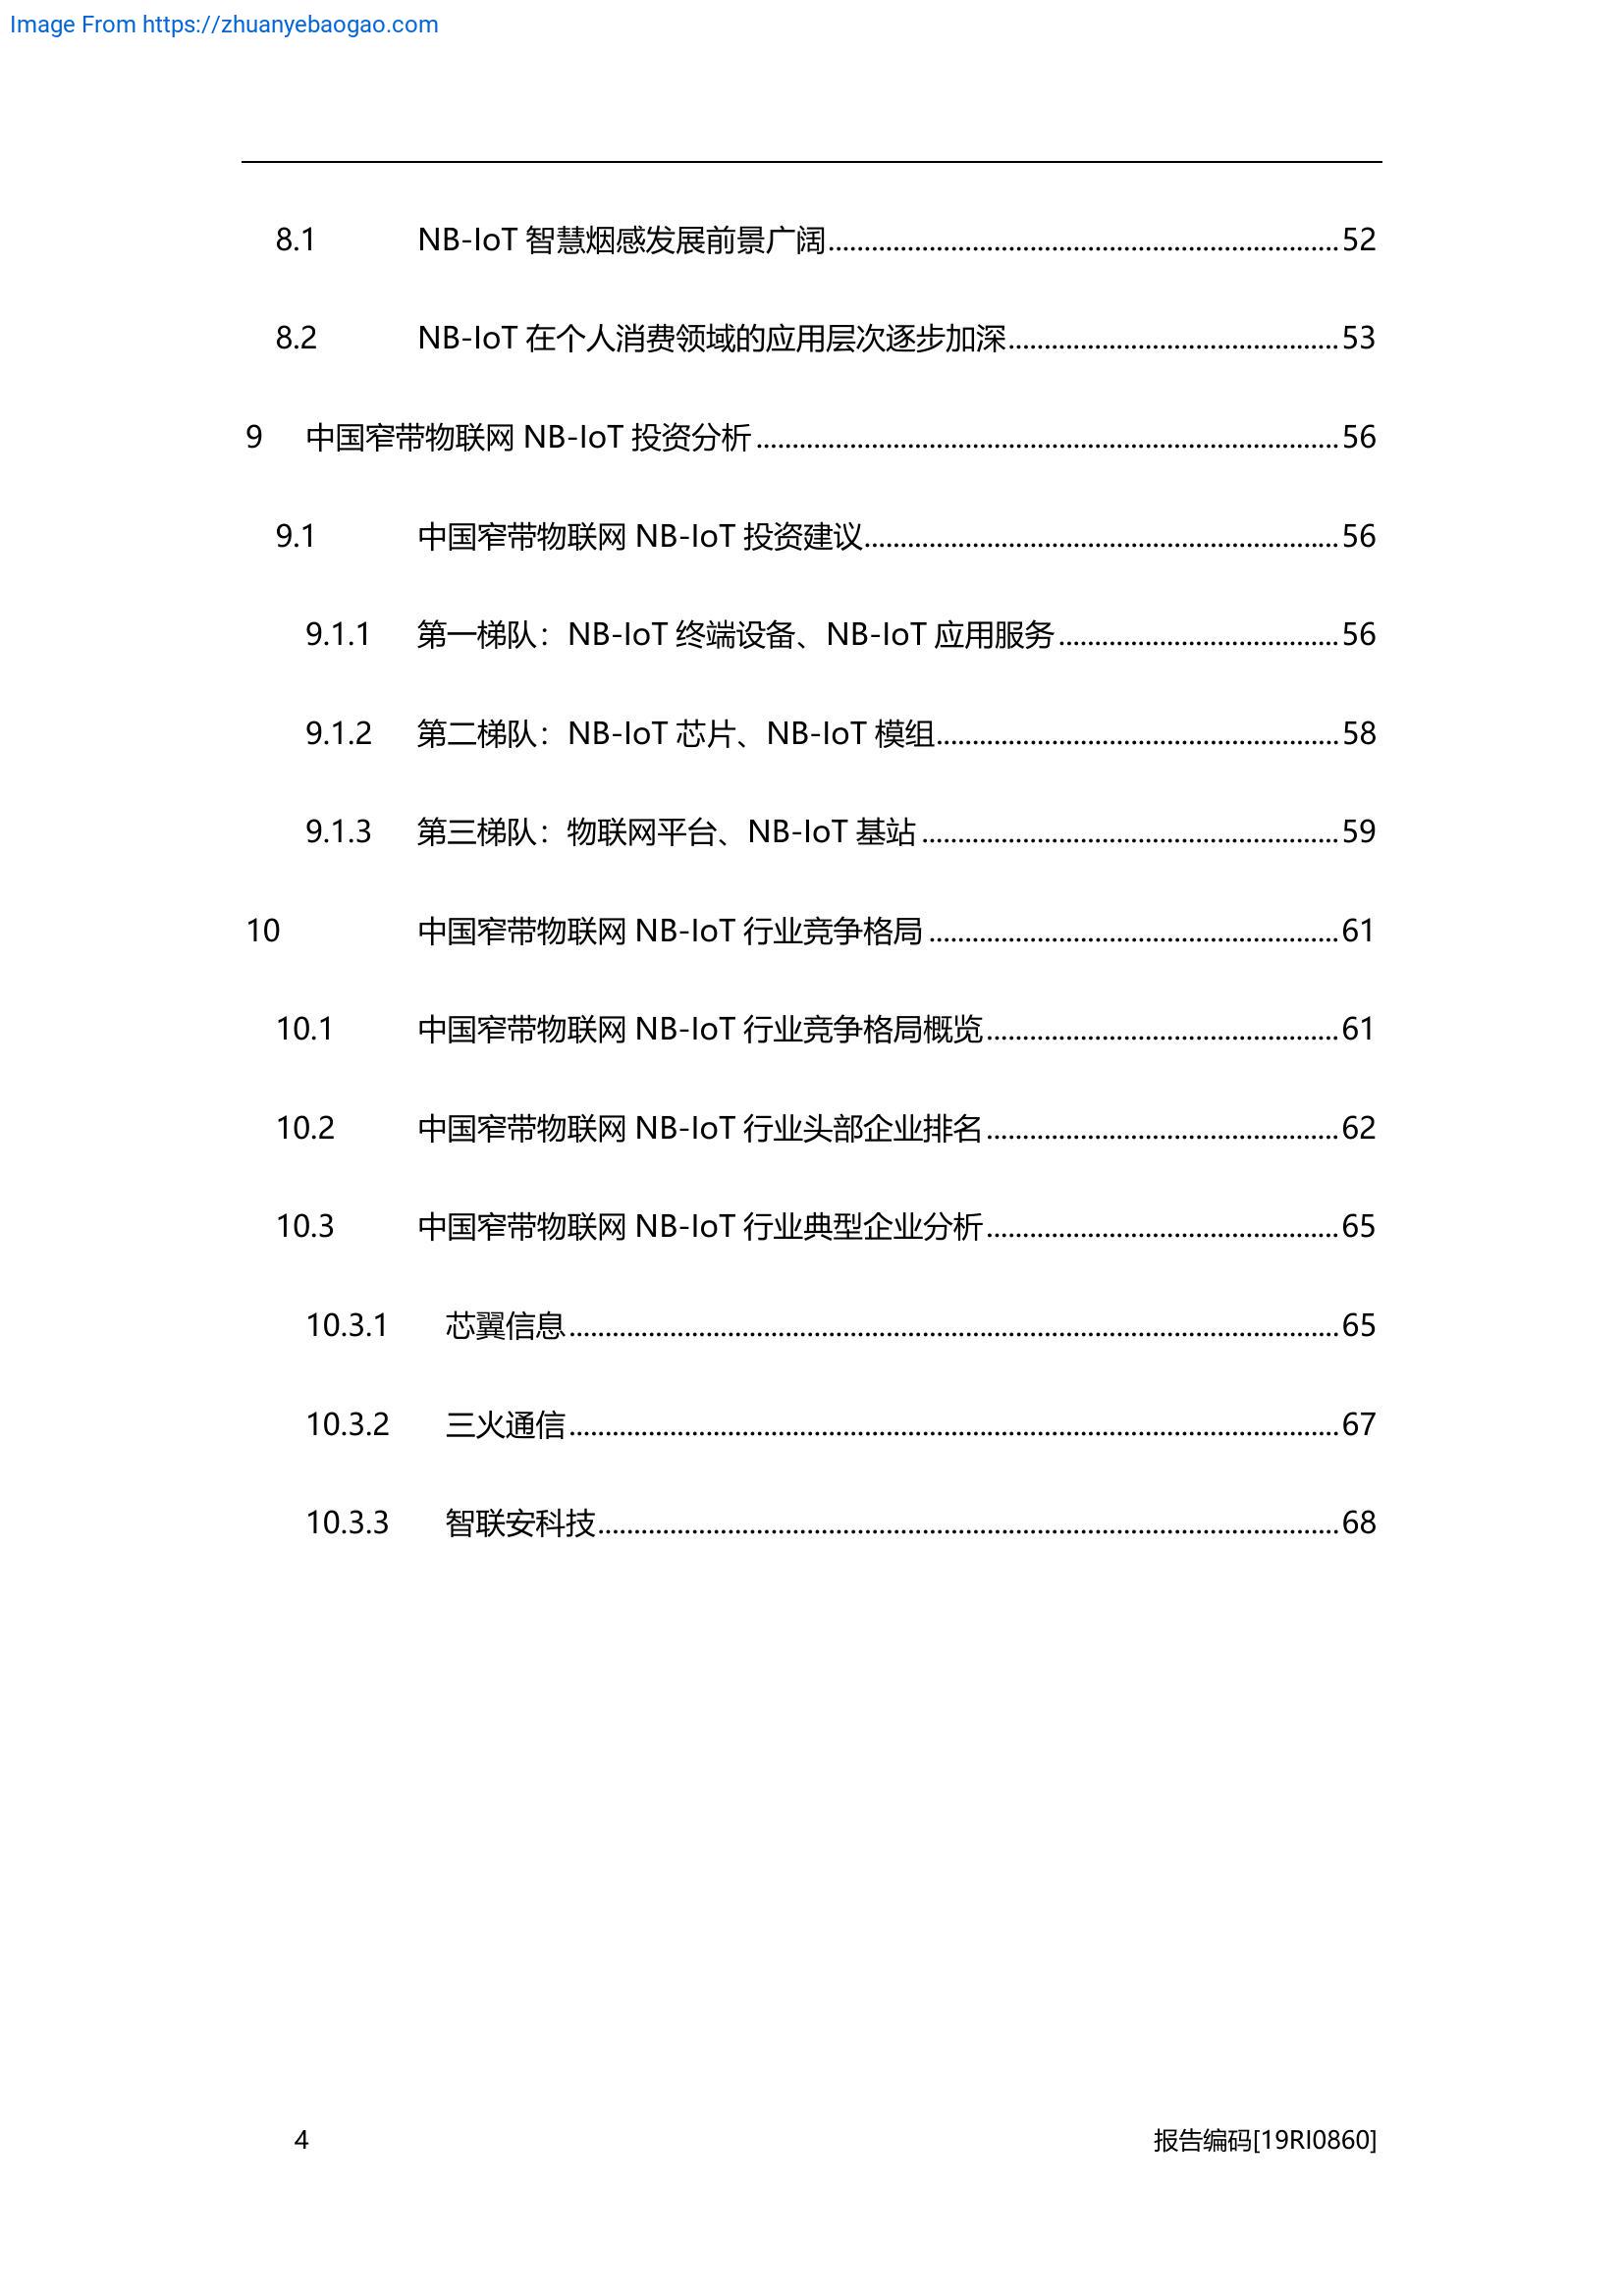 Image From https://zhuanyebaogao.com
8.1 NB-IoT 智慧烟感发展前景广阔........................................................................52
8.2 NB-IoT 在个人消费领域的应用层次逐步加深..............................................53
9 中国窄带物联网 NB-IoT 投资分析..................................................................................56
9.1 中国窄带物联网 NB-IoT 投资建议..................................................................56
9.1.1 第一梯队：NB-IoT 终端设备、NB-IoT 应用服务.......................................56
9.1.2 第二梯队：NB-IoT 芯片、NB-IoT 模组........................................................58
9.1.3 第三梯队：物联网平台、NB-IoT 基站..........................................................59
10 中国窄带物联网 NB-IoT 行业竞争格局.........................................................61
10.1 中国窄带物联网 NB-IoT 行业竞争格局概览.................................................61
10.2 中国窄带物联网 NB-IoT 行业头部企业排名.................................................62
10.3 中国窄带物联网 NB-IoT 行业典型企业分析.................................................65
10.3.1 芯翼信息...........................................................................................................65
10.3.2 三火通信...........................................................................................................67
10.3.3 智联安科技.......................................................................................................68
4 报告编码[19RI0860]